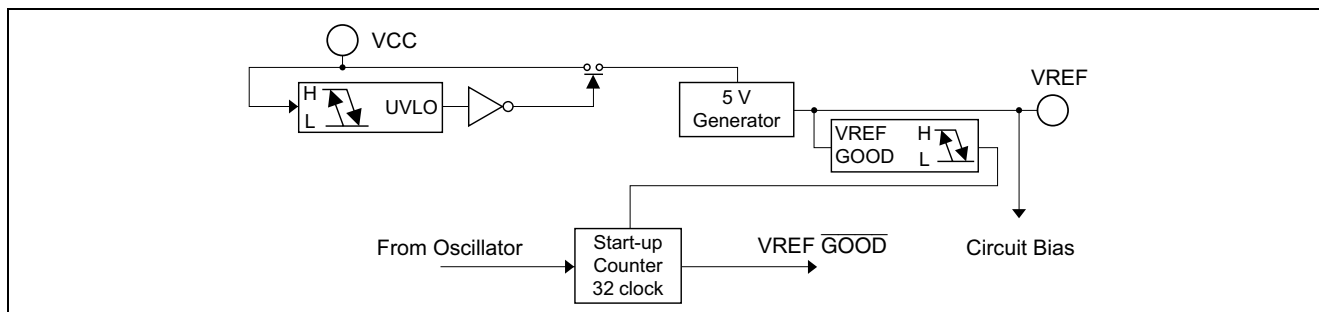 VCC
VREF
H
L
UVLO
5 V
Generator
VREF
GOOD
H
L
From Oscillator
Start-up
Counter
32 clock
VREF GOOD
Circuit Bias